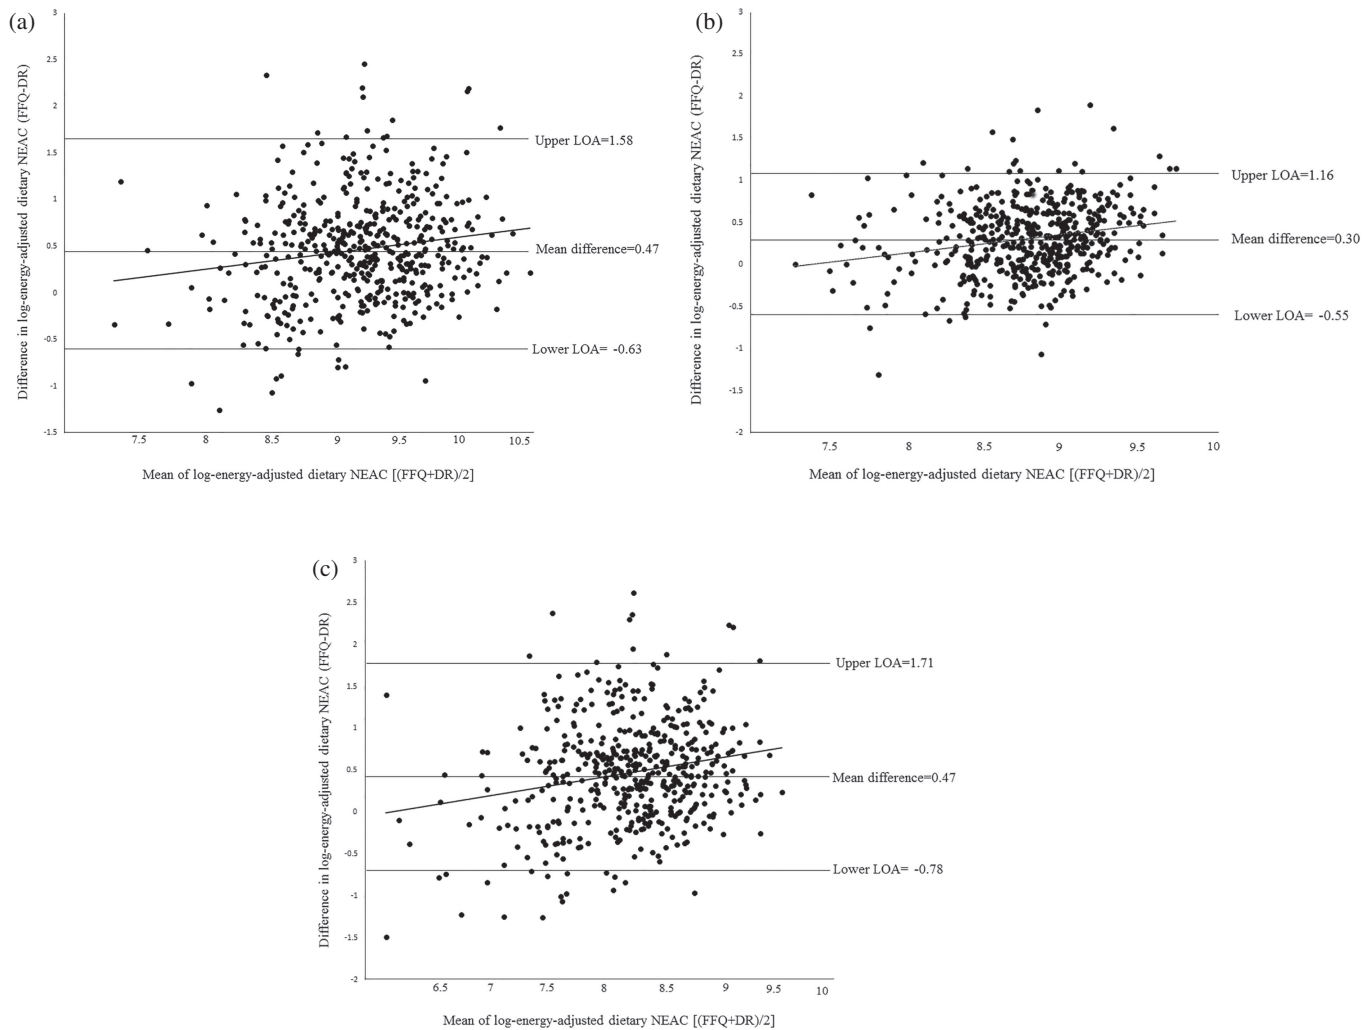 (a)
3
2.5
2
1.5
1
0.5
0
-0.5
-1
-1.5
Difference in log-energy-adjusted dietary NEAC (FFQ-DR)
Upper LOA=1.58
Mean difference=0.47
Lower LOA= -0.63
7.5 8 8.5 9 9.5 10 10.5
Mean of log-energy-adjusted dietary NEAC [(FFQ+DR)/2]
(b)
3
2.5
2
1.5
1
0.5
0
-0.5
-1
-1.5
-2
Difference in log-energy-adjusted dietary NEAC (FFQ-DR)
Upper LOA=1.16
Mean difference=0.30
Lower LOA= -0.55
7.5 8 8.5 9 9.5 10
Mean of log-energy-adjusted dietary NEAC [(FFQ+DR)/2]
(c)
3
2.5
2
1.5
1
0.5
0
-0.5
-1
-1.5
-2
Difference in log-energy-adjusted dietary NEAC (FFQ-DR)
Upper LOA=1.71
Mean difference=0.47
Lower LOA= -0.78
6.5 7 7.5 8 8.5 9 9.5 10
Mean of log-energy-adjusted dietary NEAC [(FFQ+DR)/2]